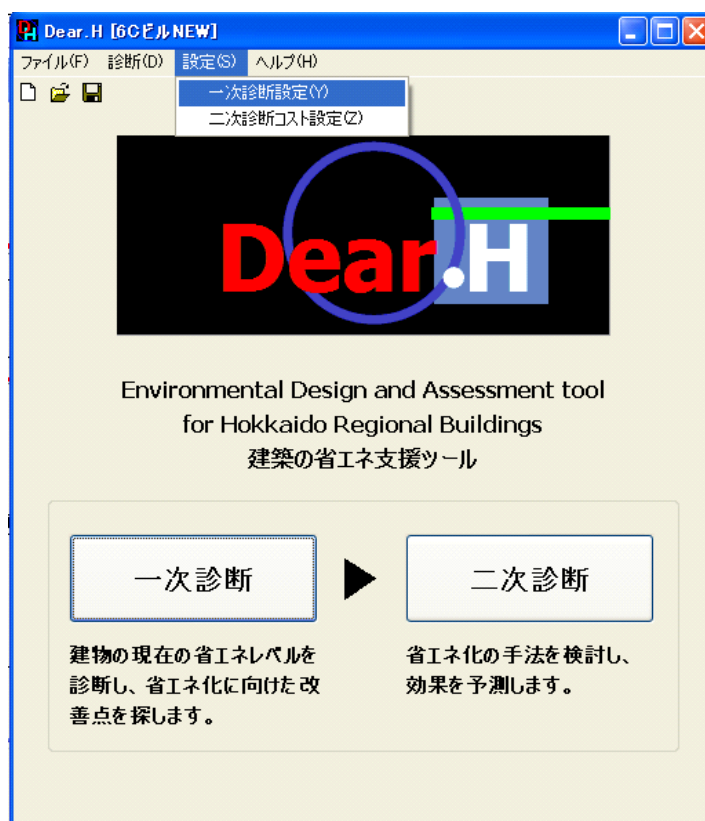 Dear.H [6CビルNEW]
ファイル(F) 診断(D) 設定(S) ヘルプ(H)
一次診断設定(Y)
二次診断コスト設定(Z)
Dear.H
Environmental Design and Assessment tool
for Hokkaido Regional Buildings
建築の省エネ支援ツール
一次診断
二次診断
建物の現在の省エネレベルを
診断し、省エネ化に向けた改
善点を探します。
省エネ化の手法を検討し、
効果を予測します。